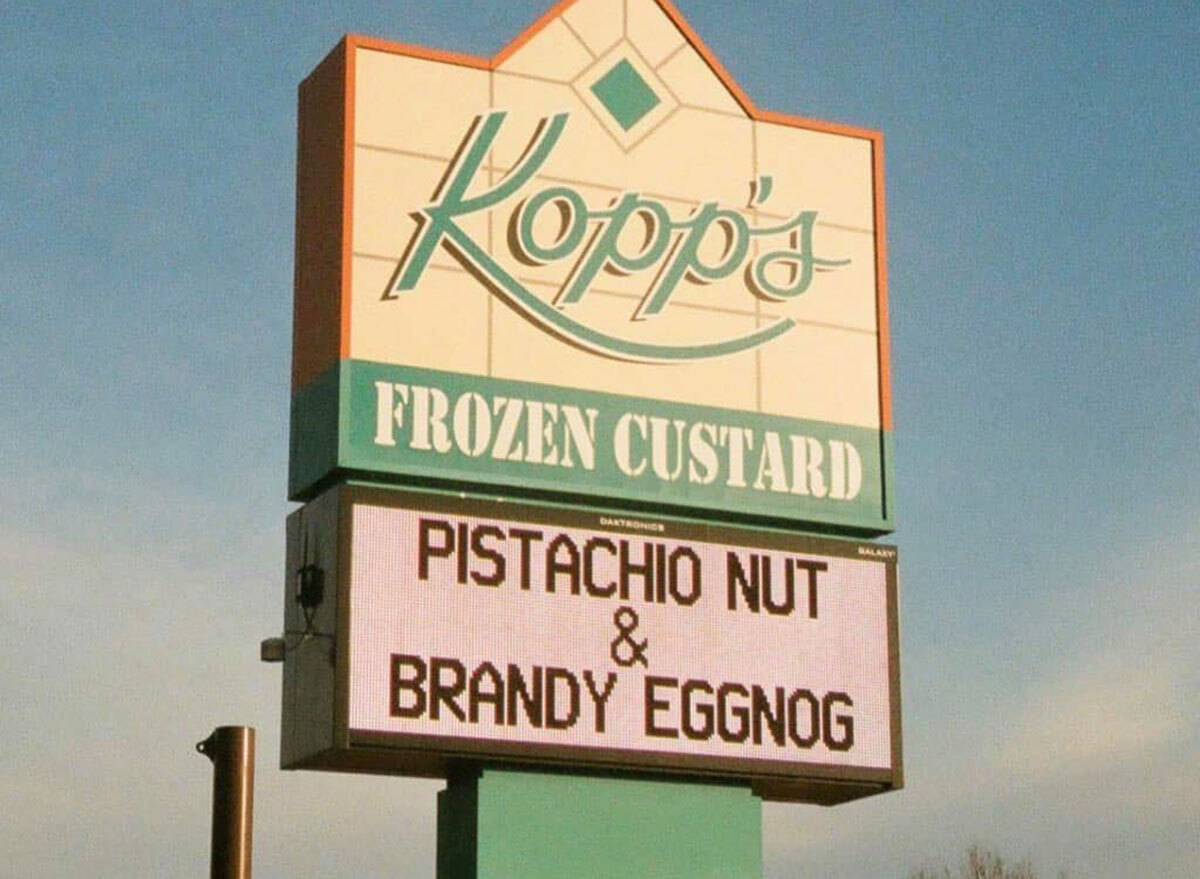 Kopp's
FROZEN CUSTARD
DAKTRONICS
GALAXY
PISTACHIO NUT
&
BRANDY EGGNOG